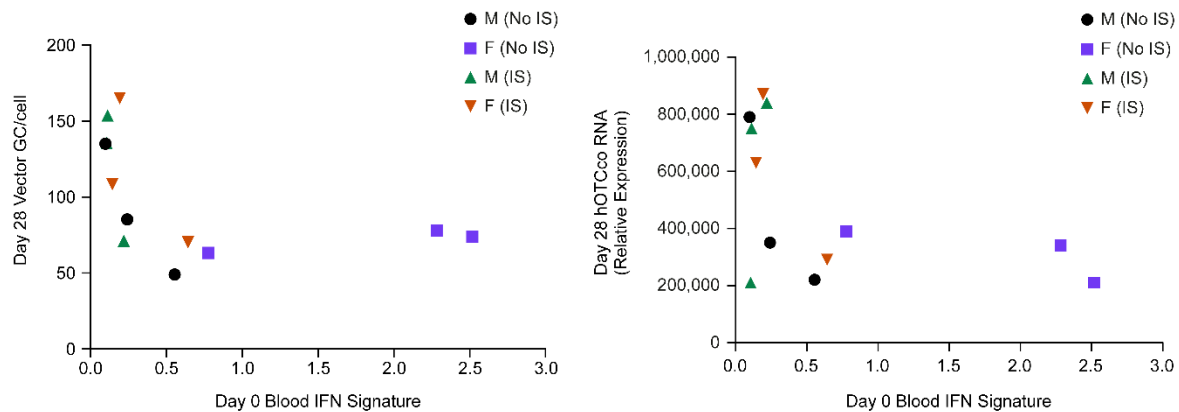 M (No IS)
F (No IS)
M (IS)
F (IS)
200
150
100
50
0
Day 28 Vector GC/cell
0.0 0.5 1.0 1.5 2.0 2.5 3.0
Day 0 Blood IFN Signature
M (No IS)
F (No IS)
M (IS)
F (IS)
1,000,000
800,000
600,000
400,000
200,000
0
Day 28 hOTCco RNA
(Relative Expression)
0.0 0.5 1.0 1.5 2.0 2.5 3.0
Day 0 Blood IFN Signature